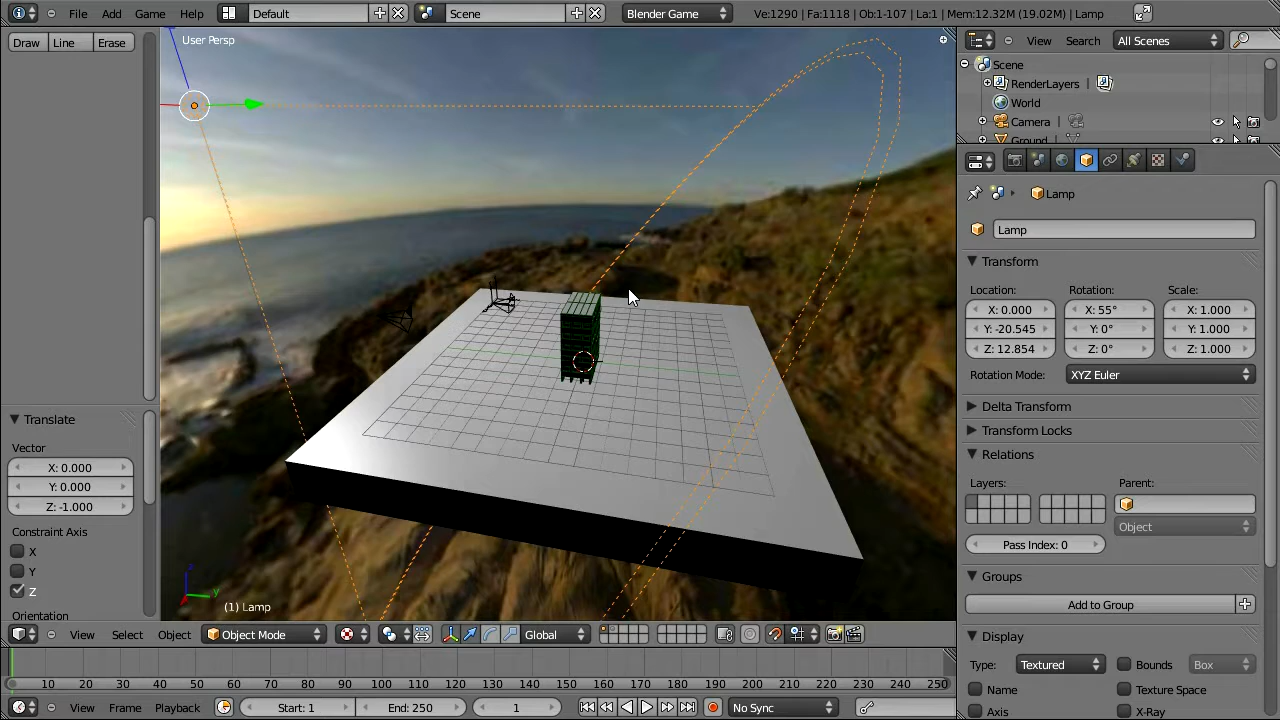 File Add Game Help Default Scene Blender Game Ve:1290 | Fa:1118 | Ob:1-107 | La:1 | Mem:12.32M (19.02M) | Lamp
Draw Line Erase
User Persp
View Search All Scenes
Scene
RenderLayers |
World
Camera |
Ground |
Lamp
Lamp
Transform
Location: Rotation: Scale:
X: 0.000 X: 55° X: 1.000
Y: -20.545 Y: 0° Y: 1.000
Z: 12.854 Z: 0° Z: 1.000
Rotation Mode: XYZ Euler
Delta Transform
Transform Locks
Relations
Layers: Parent:
Object
Pass Index: 0
Groups
Add to Group
Display
Type: Textured Bounds Box
Name Texture Space
Axis X-Ray
Translate
Vector
X: 0.000
Y: 0.000
Z: -1.000
Constraint Axis
X
Y
Z
Orientation
z
y
(1) Lamp
View Select Object Object Mode Global
10 20 30 40 50 60 70 80 90 100 110 120 130 140 150 160 170 180 190 200 210 220 230 240 250
View Frame Playback Start: 1 End: 250 1 No Sync